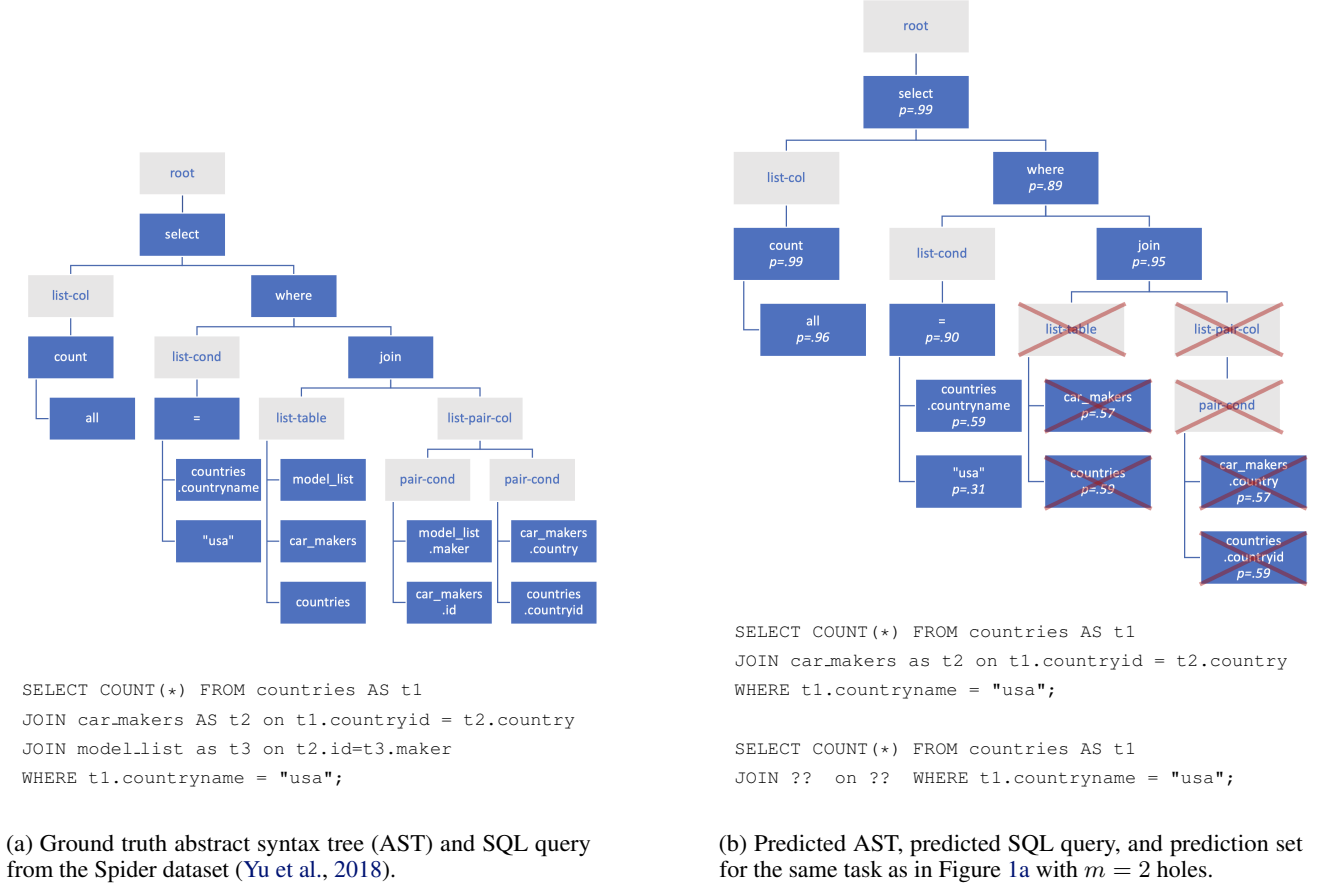 root
select
list-col
where
count
list-cond
join
all
=
list-table
list-pair-col
countries
.countryname
model_list
pair-cond
pair-cond
"usa"
car_makers
model_list
.maker
car_makers
.country
countries
car_makers
.id
countries
.countryid
SELECT COUNT(*) FROM countries AS t1
JOIN car_makers AS t2 on t1.countryid = t2.country
JOIN model_list as t3 on t2.id=t3.maker
WHERE t1.countryname = "usa";
(a) Ground truth abstract syntax tree (AST) and SQL query
from the Spider dataset (Yu et al., 2018).
root
select
p=.99
list-col
where
p=.89
count
p=.99
list-cond
join
p=.95
all
p=.96
=
p=.90
list-table
list-pair-col
countries
.countryname
p=.59
car_makers
p=.57
pair-cond
"usa"
p=.31
countries
p=.59
car_makers
.country
p=.57
countries
.countryid
p=.59
SELECT COUNT(*) FROM countries AS t1
JOIN car_makers as t2 on t1.countryid = t2.country
WHERE t1.countryname = "usa";
SELECT COUNT(*) FROM countries AS t1
JOIN ?? on ?? WHERE t1.countryname = "usa";
(b) Predicted AST, predicted SQL query, and prediction set
for the same task as in Figure 1a with m = 2 holes.